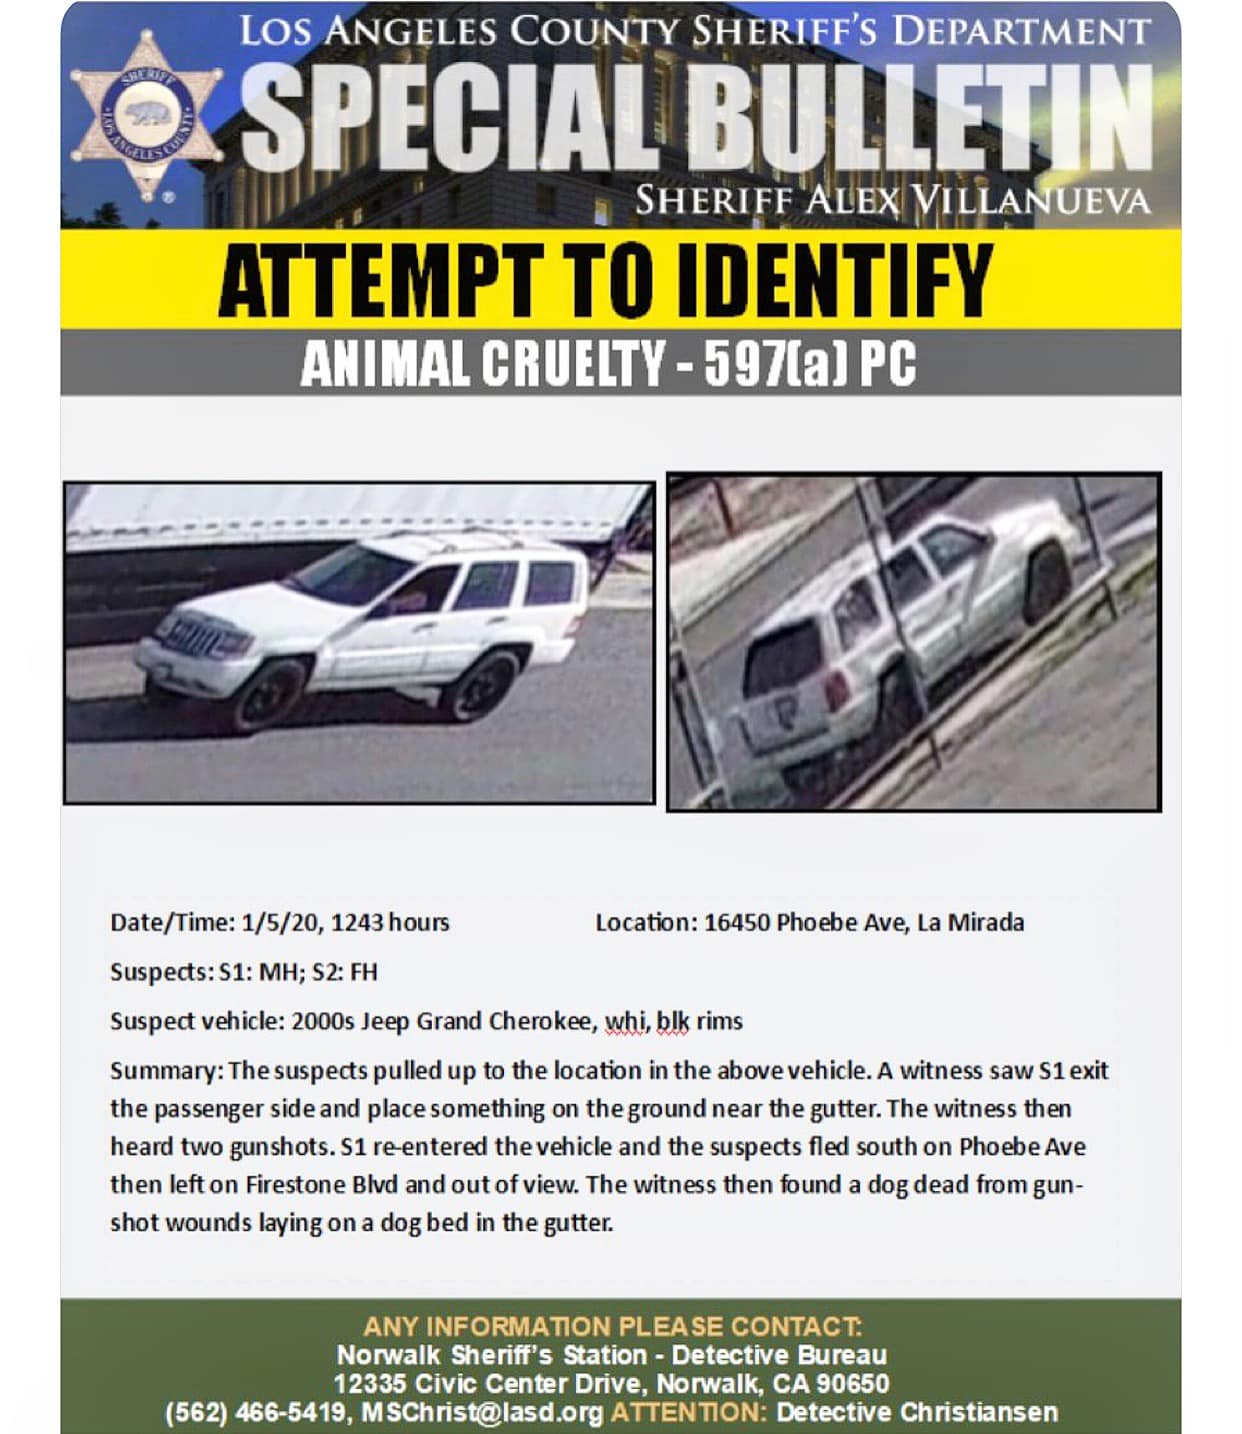 LOS ANGELES COUNTY SHERIFF'S DEPARTMENT
SPECIAL BULLETIN
SHERIFF ALEX VILLANUEVA
SHERIFF
LOS ANGELES COUNTY
®
ATTEMPT TO IDENTIFY
ANIMAL CRUELTY - 597(a) PC
Date/Time: 1/5/20, 1243 hours Location: 16450 Phoebe Ave, La Mirada
Suspects: S1: MH; S2: FH
Suspect vehicle: 2000s Jeep Grand Cherokee, whi, blk rims
Summary: The suspects pulled up to the location in the above vehicle. A witness saw S1 exit
the passenger side and place something on the ground near the gutter. The witness then
heard two gunshots. S1 re-entered the vehicle and the suspects fled south on Phoebe Ave
then left on Firestone Blvd and out of view. The witness then found a dog dead from gun-
shot wounds laying on a dog bed in the gutter.
ANY INFORMATION PLEASE CONTACT:
Norwalk Sheriff's Station - Detective Bureau
12335 Civic Center Drive, Norwalk, CA 90650
(562) 466-5419, MSChrist@lasd.org ATTENTION: Detective Christiansen